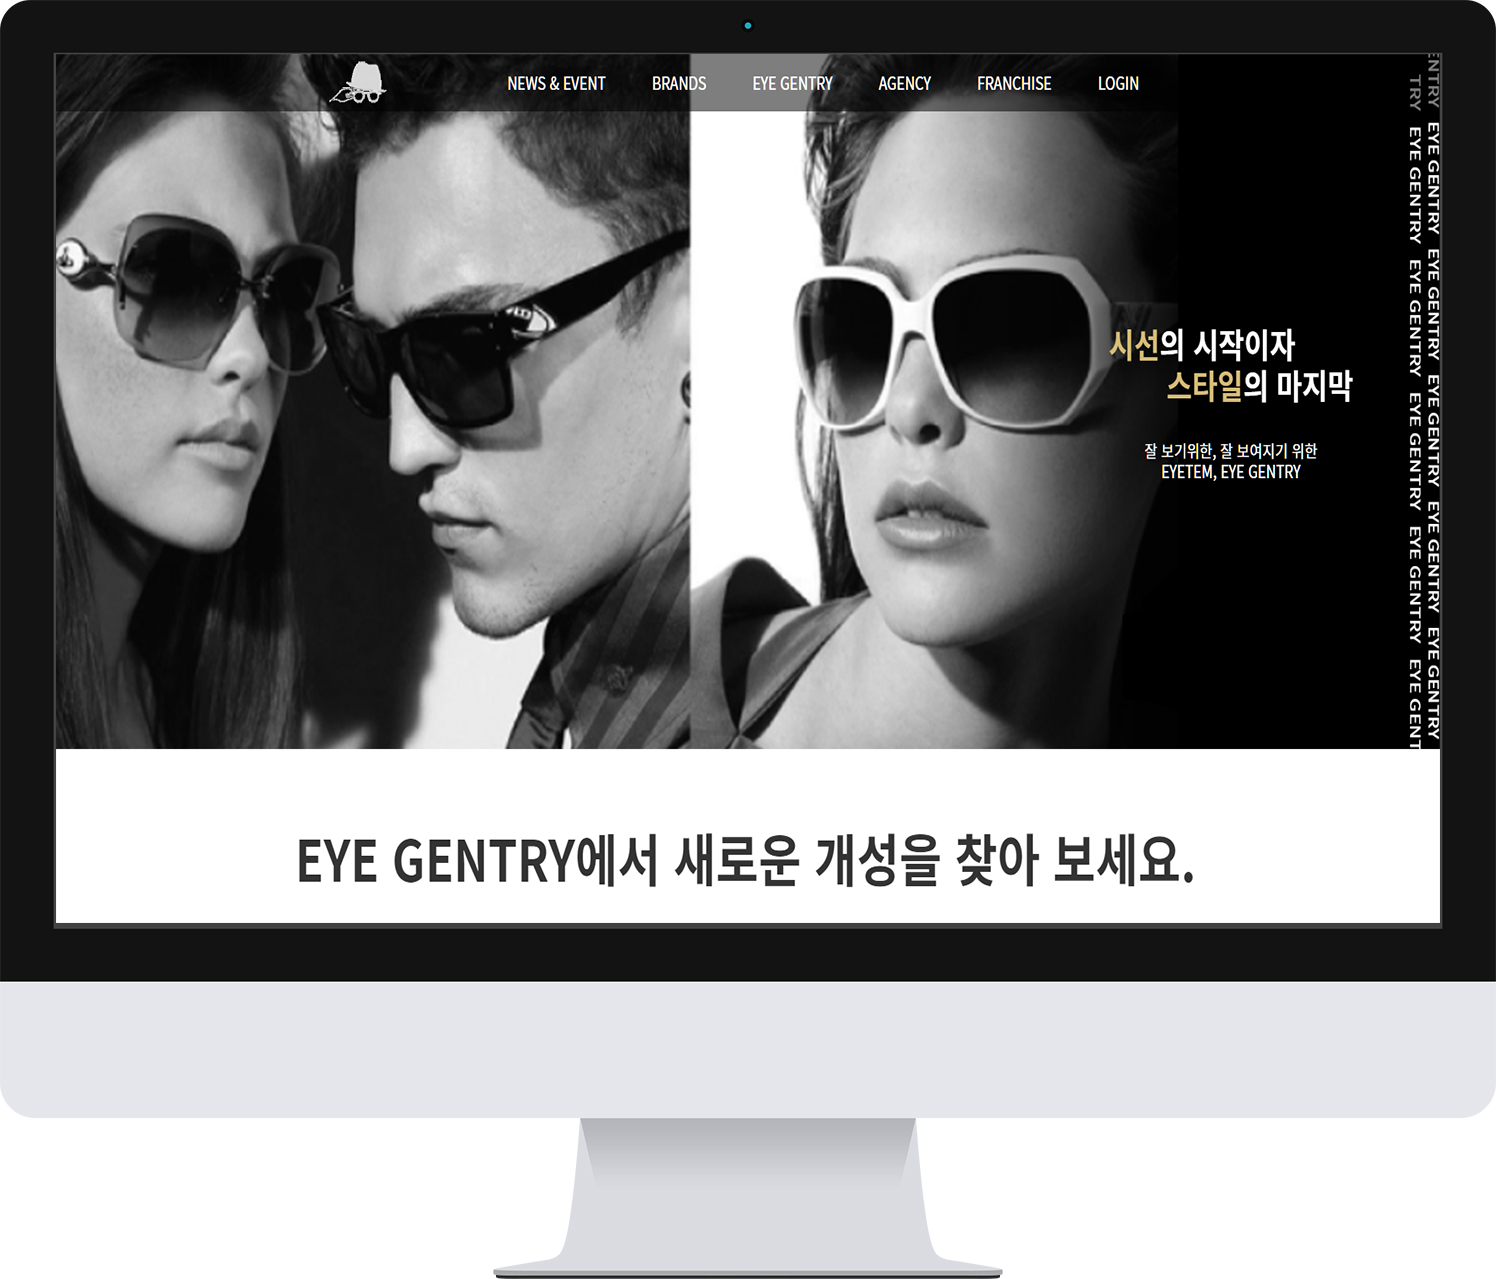 NEWS & EVENT BRANDS EYE GENTRY AGENCY FRANCHISE LOGIN
시선의 시작이자
스타일의 마지막
잘 보기위한, 잘 보여지기 위한
EYETEM, EYE GENTRY
ENTRY EYE GENTRY EYE GENTRY EYE GENTRY EYE GENTRY EYE GENTRY
TRY EYE GENTRY EYE GENTRY EYE GENTRY EYE GENTRY EYE GENT
EYE GENTRY에서 새로운 개성을 찾아 보세요.